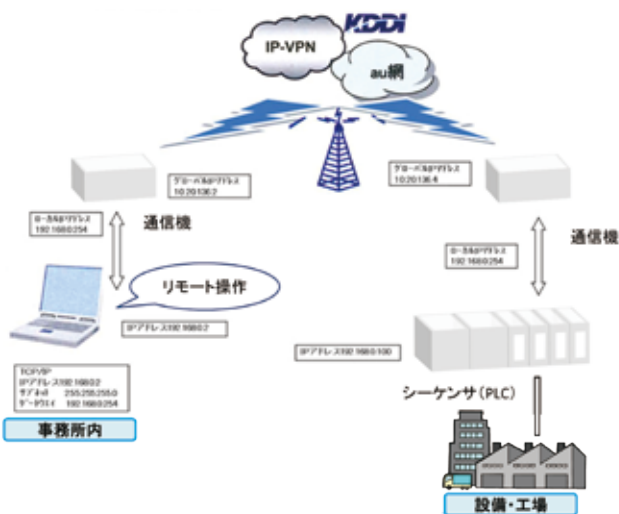 KDDI
IP-VPN
au網
グローバルIPアドレス
10.20.136.2
グローバルIPアドレス
10.20.136.4
ローカルIPアドレス
192.168.0.254
通信機
通信機
ローカルIPアドレス
192.168.0.254
リモート操作
IPアドレス192.168.0.2
IPアドレス192.168.0.100
TCP/IP
IPアドレス192.168.0.2
サブネット 255.255.255.0
ゲートウェイ 192.168.0.254
シーケンサ(PLC)
事務所内
設備・工場